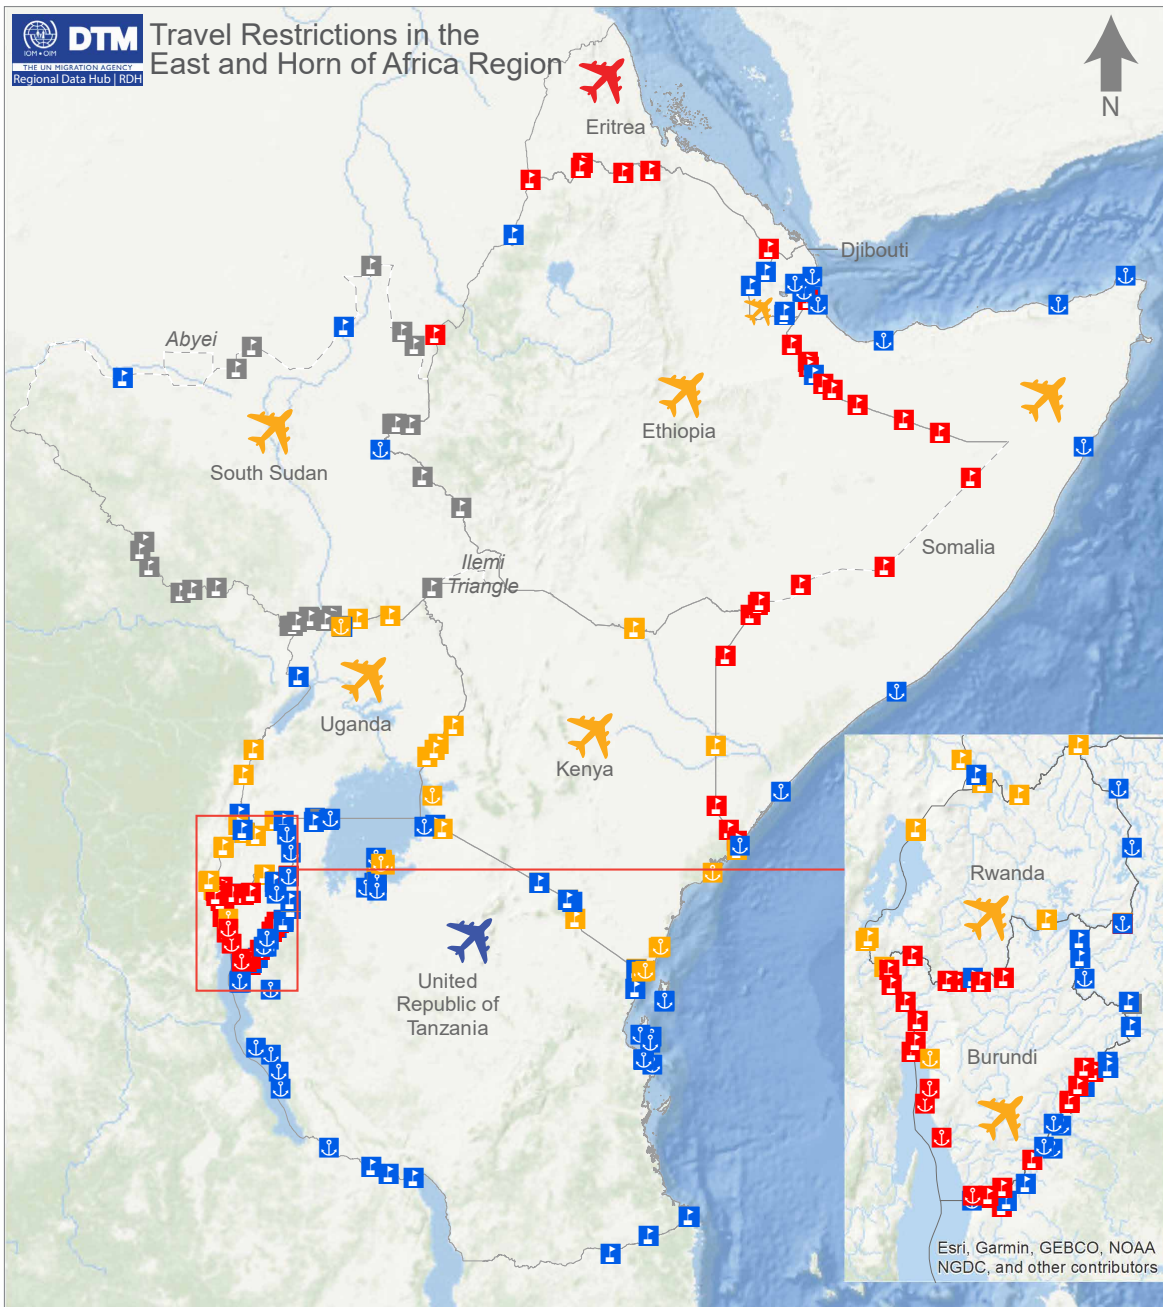 IOM • OIM
DTM
THE UN MIGRATION AGENCY
Regional Data Hub | RDH
Travel Restrictions in the
East and Horn of Africa Region
N
Eritrea
Djibouti
Abyei
Ethiopia
South Sudan
Somalia
Ilemi
Triangle
Uganda
Kenya
Rwanda
United
Republic of
Tanzania
Burundi
Esri, Garmin, GEBCO, NOAA
NGDC, and other contributors